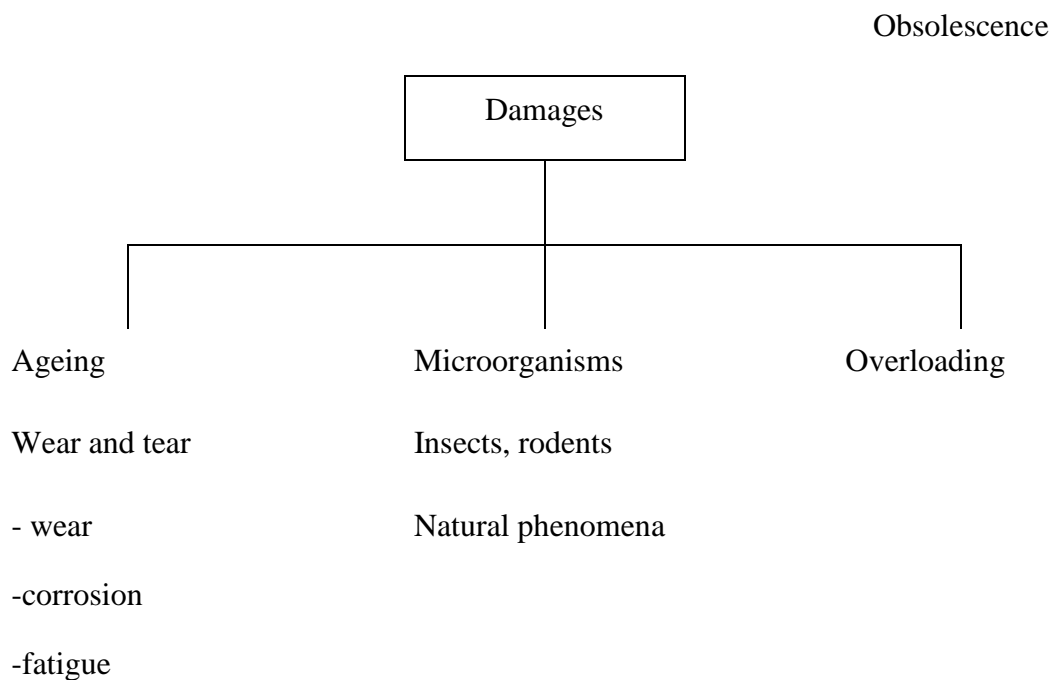 Obsolescence
Damages
Ageing
Microorganisms
Overloading
Wear and tear
Insects, rodents
- wear
Natural phenomena
-corrosion
-fatigue